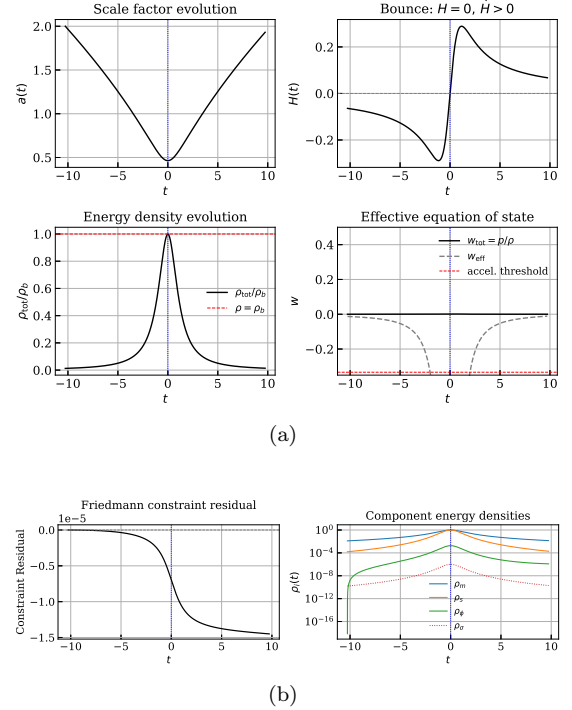 Scale factor evolution
2.0
1.5
1.0
0.5
a(t)
−10 −5 0 5 10
t
Bounce: H = 0, Ḣ > 0
0.2
0.0
−0.2
H(t)
−10 −5 0 5 10
t
Energy density evolution
1.0
0.8
0.6
0.4
0.2
0.0
ρtot/ρb
ρtot/ρb
ρ = ρb
−10 −5 0 5 10
t
Effective equation of state
0.4
0.2
0.0
−0.2
w
wtot = p/ρ
weff
accel. threshold
−10 −5 0 5 10
t
(a)
Friedmann constraint residual
1e−5
0.0
−0.5
−1.0
−1.5
Constraint Residual
−10 −5 0 5 10
t
Component energy densities
10⁰
10⁻⁴
10⁻⁸
10⁻¹²
10⁻¹⁶
ρi(t)
ρm
ρs
ρϕ
ρσ
−10 −5 0 5 10
t
(b)